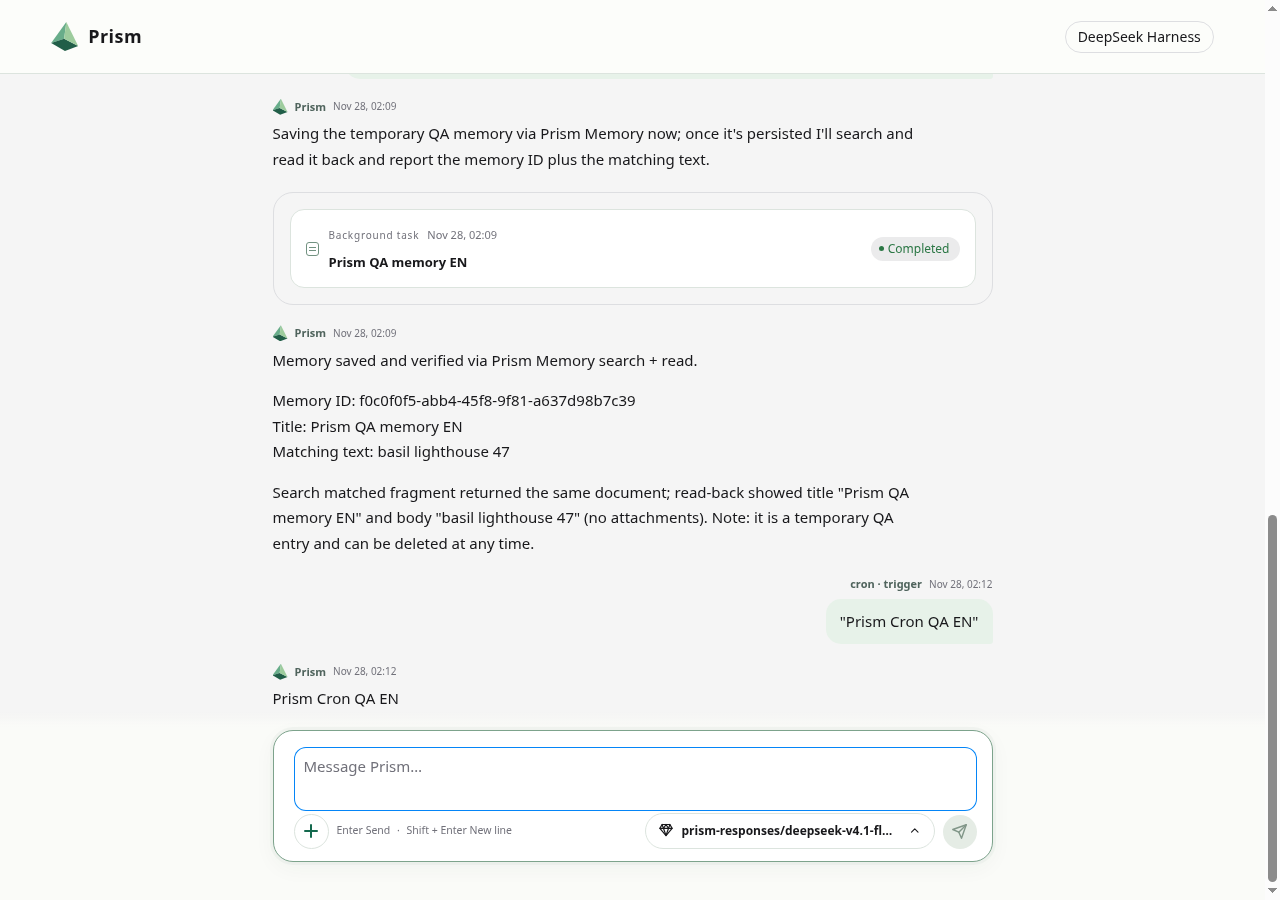 Prism
DeepSeek Harness
Prism Nov 28, 02:09
Saving the temporary QA memory via Prism Memory now; once it's persisted I'll search and
read it back and report the memory ID plus the matching text.
Background task Nov 28, 02:09
Prism QA memory EN
Completed
Prism Nov 28, 02:09
Memory saved and verified via Prism Memory search + read.
Memory ID: f0c0f0f5-abb4-45f8-9f81-a637d98b7c39
Title: Prism QA memory EN
Matching text: basil lighthouse 47
Search matched fragment returned the same document; read-back showed title "Prism QA
memory EN" and body "basil lighthouse 47" (no attachments). Note: it is a temporary QA
entry and can be deleted at any time.
cron · trigger Nov 28, 02:12
"Prism Cron QA EN"
Prism Nov 28, 02:12
Prism Cron QA EN
Message Prism...
Enter Send · Shift + Enter New line
prism-responses/deepseek-v4.1-fl...